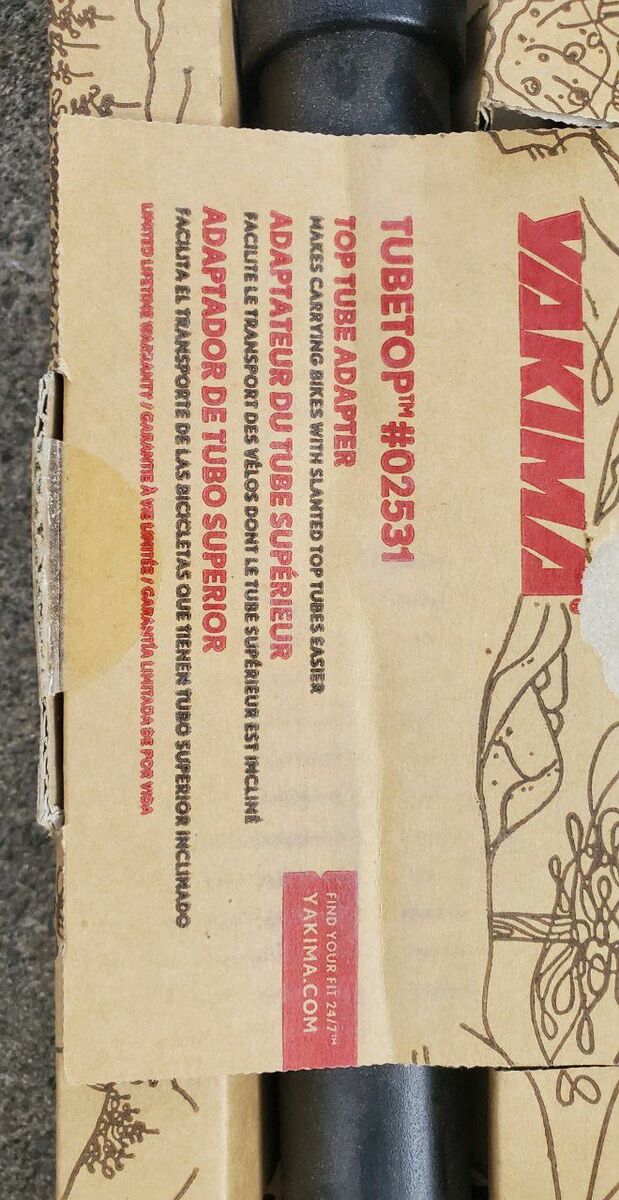 YAKIMA®
TUBETOP™ #02531
TOP TUBE ADAPTER
MAKES CARRYING BIKES WITH SLANTED TOP TUBES EASIER
ADAPTATEUR DU TUBE SUPÉRIEUR
FACILITE LE TRANSPORT DES VÉLOS DONT LE TUBE SUPÉRIEUR EST INCLINÉ
ADAPTADOR DE TUBO SUPERIOR
FACILITA EL TRANSPORTE DE LAS BICICLETAS QUE TIENEN TUBO SUPERIOR INCLINADO
LIMITED LIFETIME WARRANTY / GARANTIE À VIE LIMITÉE / GARANTÍA LIMITADA DE POR VIDA
FIND YOUR FIT 24/7™
YAKIMA.COM